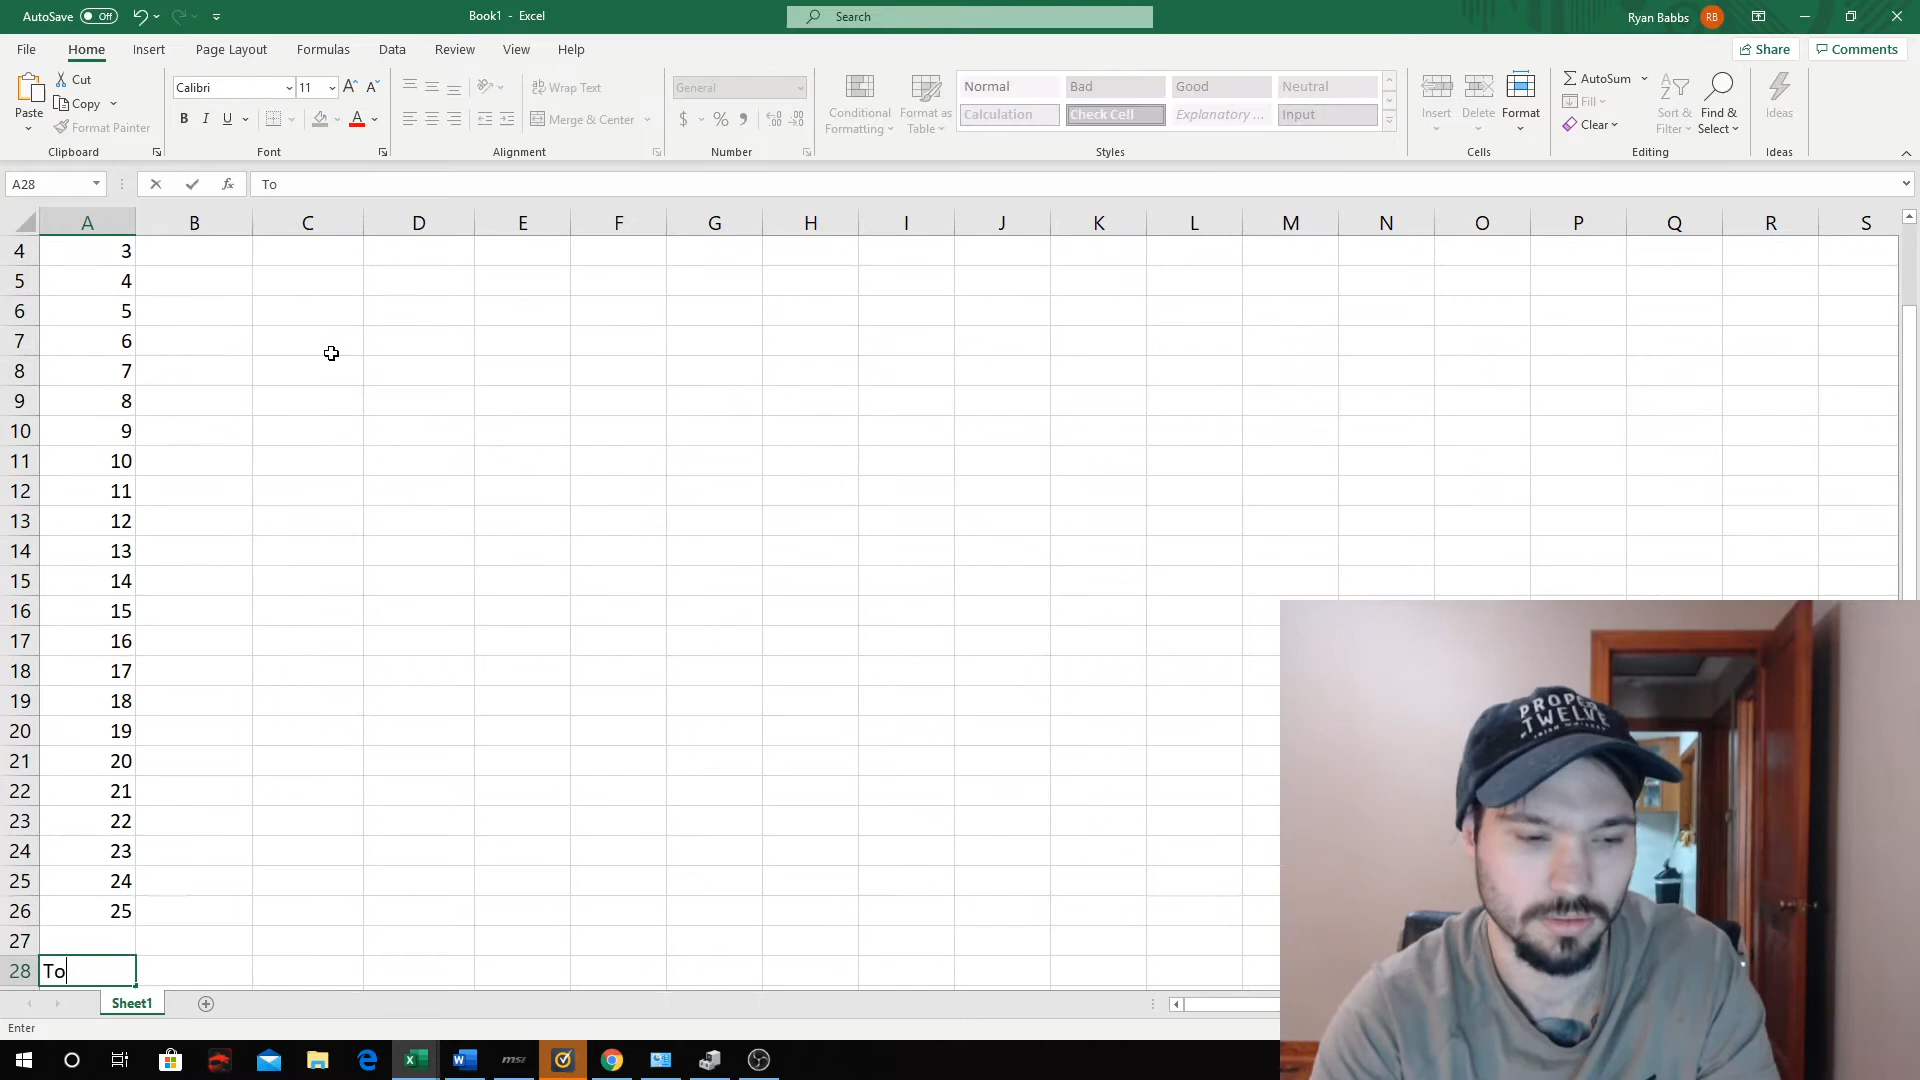 AutoSave Off Book1 - Excel Search Ryan Babbs RB
File Home Insert Page Layout Formulas Data Review View Help Share Comments
Paste Cut Copy Format Painter Clipboard
Calibri 11 A A B I U A Font
ab Wrap Text Merge & Center Alignment
General $ % , Number
Conditional Formatting Format as Table
Normal Bad Good Neutral
Calculation Check Cell Explanatory ... Input
Styles
Insert Delete Format Cells
AutoSum Fill Clear Sort & Filter Find & Select Editing
Ideas Ideas
A28 fx To
A B C D E F G H I J K L M N O P Q R S
4 3
5 4
6 5
7 6
8 7
9 8
10 9
11 10
12 11
13 12
14 13
15 14
16 15
17 16
18 17
19 18
20 19
21 20
22 21
23 22
24 23
25 24
26 25
27
28 To
Sheet1
Enter
PROPER
TWELVE
msi